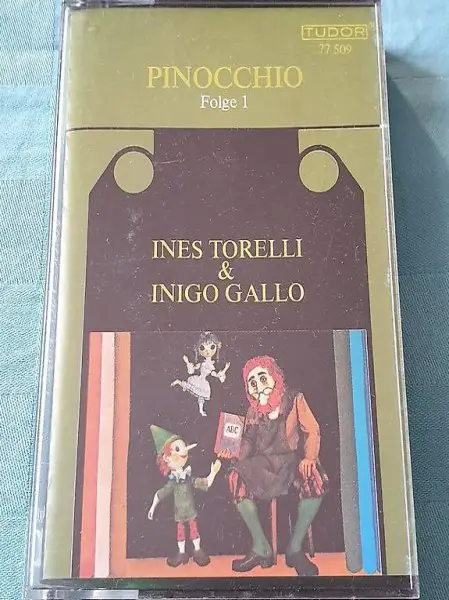 TUDOR
77 509
PINOCCHIO
Folge 1
INES TORELLI
&
INIGO GALLO
ABC